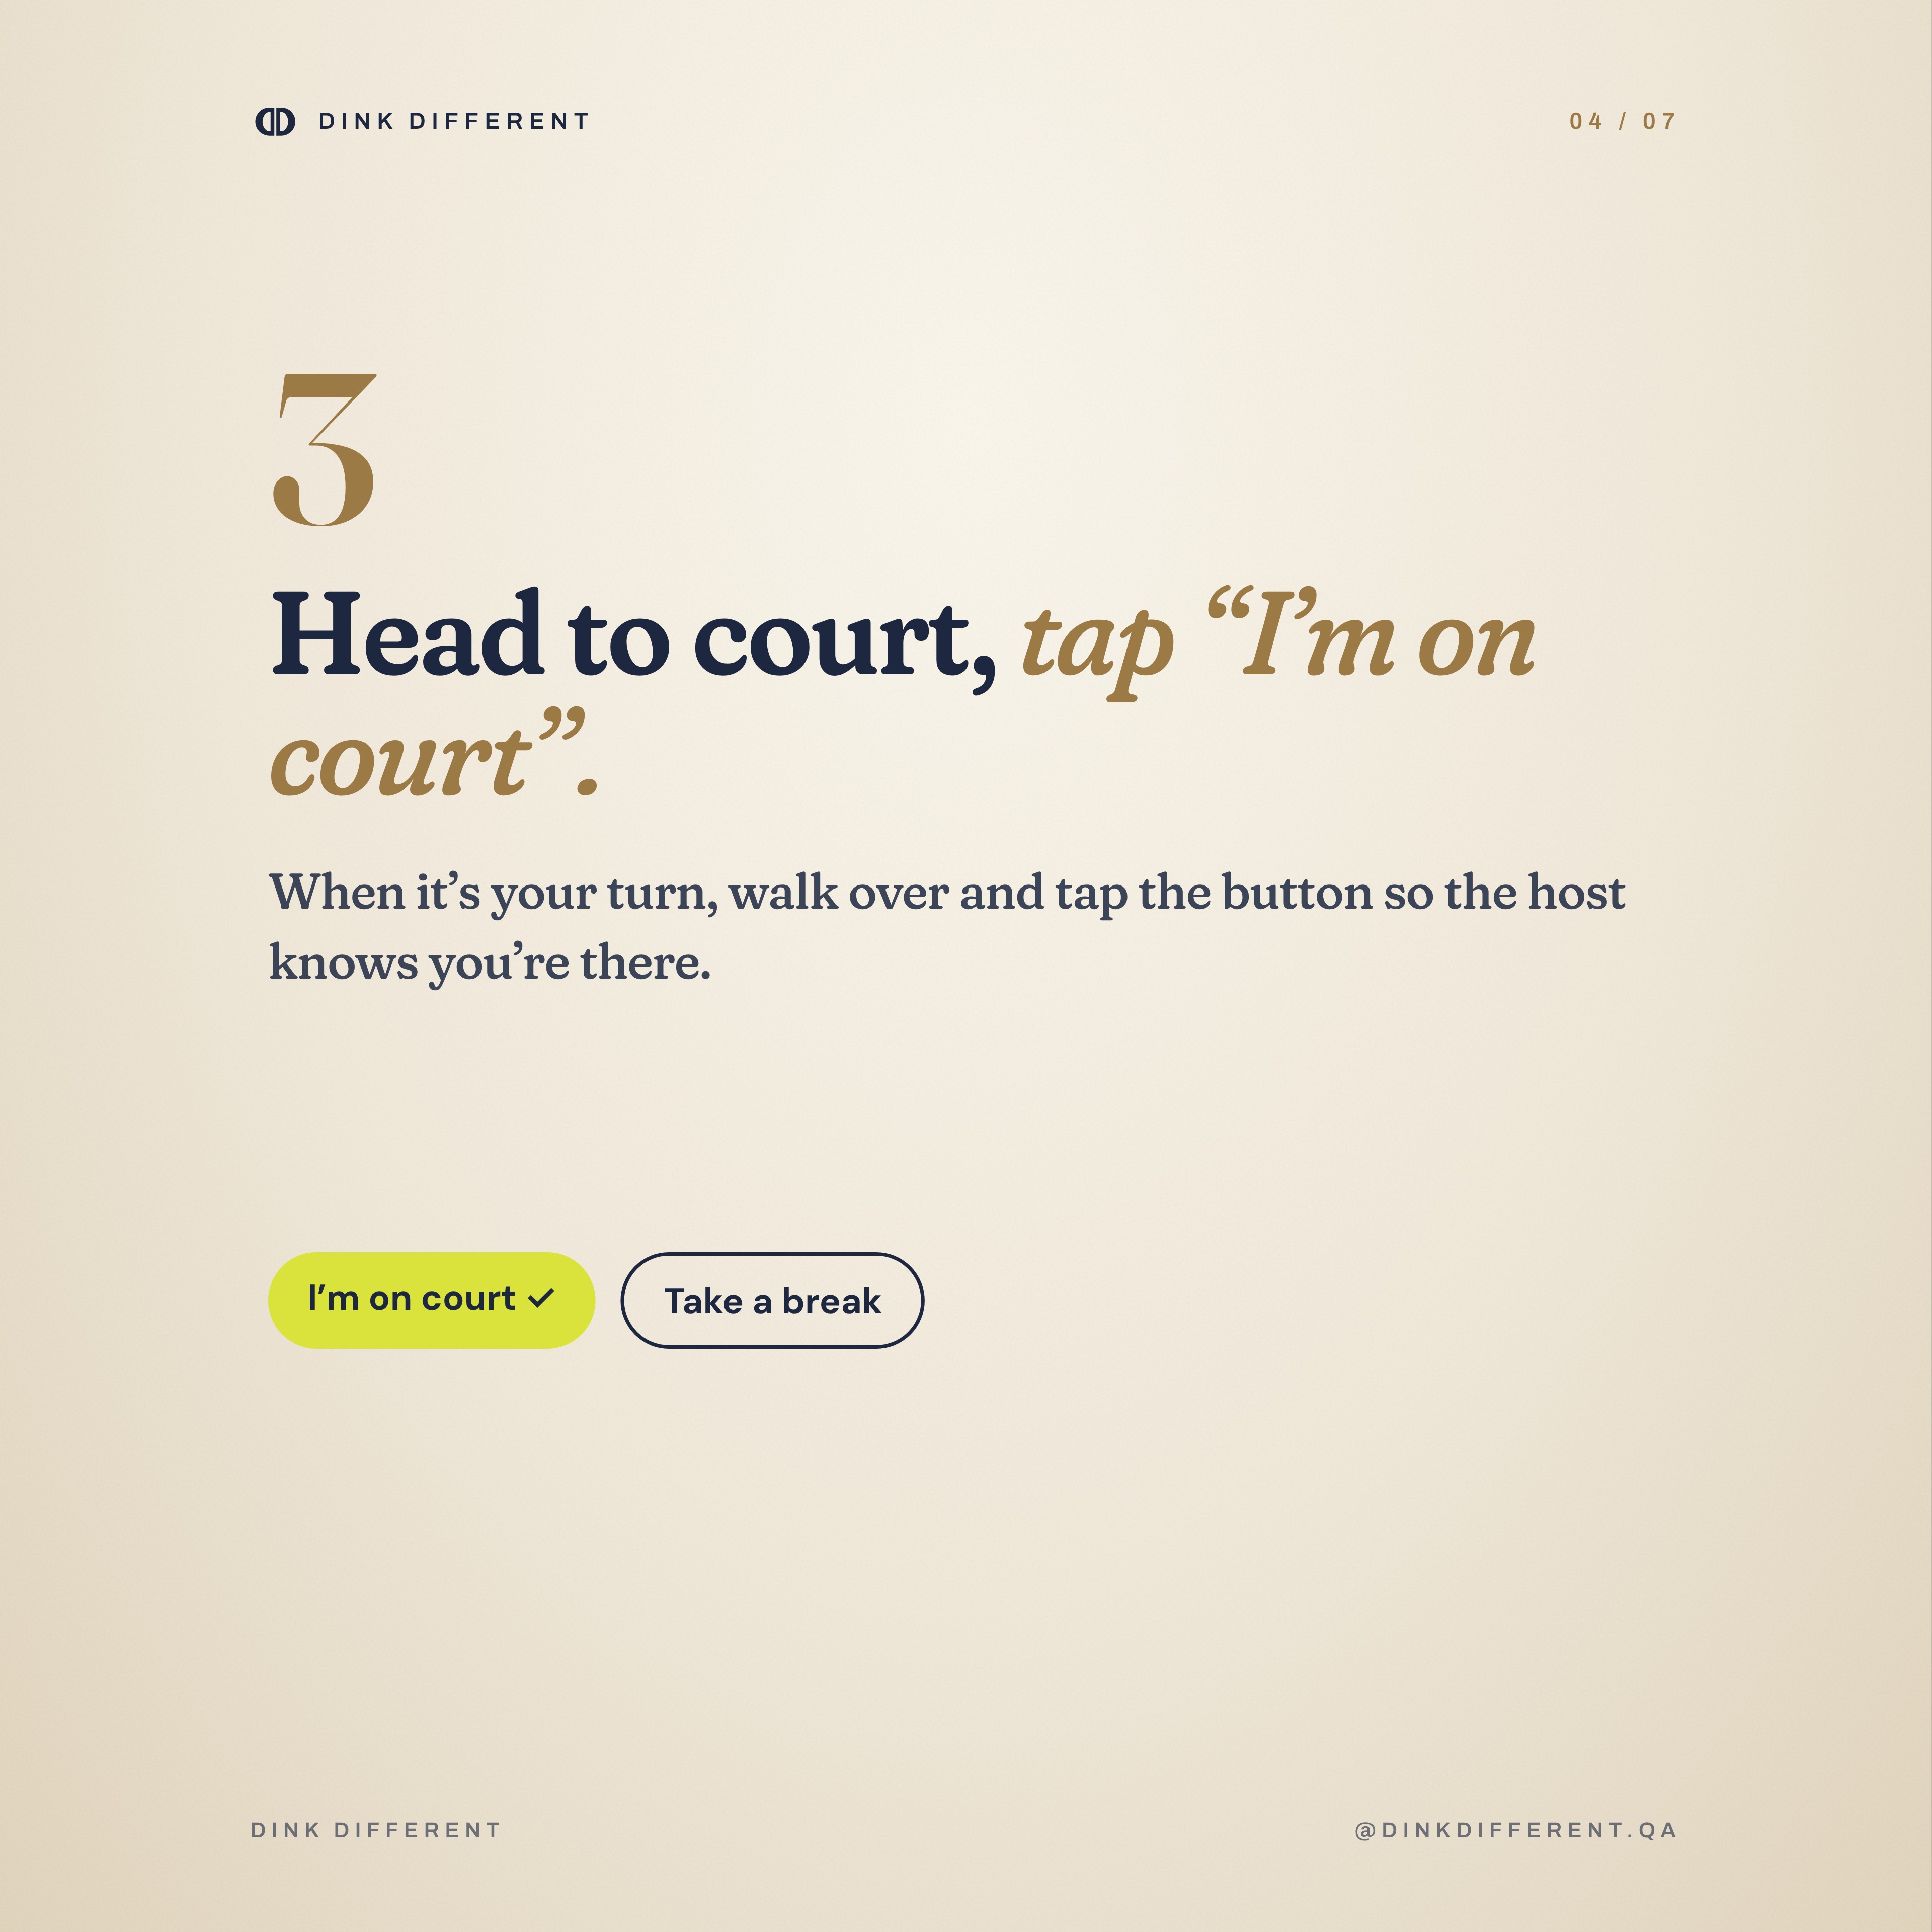 DINK DIFFERENT
04 / 07
3
Head to court, tap “I’m on
court”.
When it’s your turn, walk over and tap the button so the host
knows you’re there.
I’m on court ✓
Take a break
DINK DIFFERENT
@DINKDIFFERENT.QA